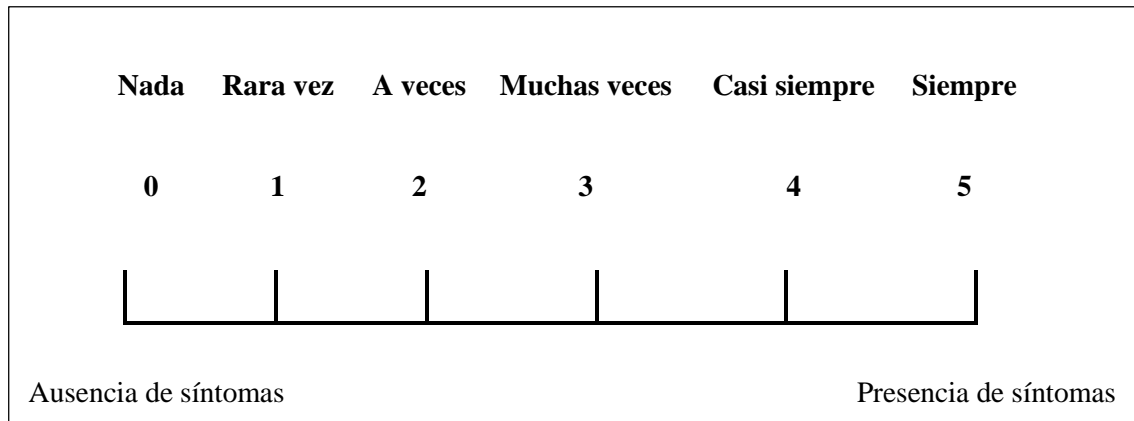 Nada Rara vez A veces Muchas veces Casi siempre Siempre
0 1 2 3 4 5
Ausencia de síntomas Presencia de síntomas